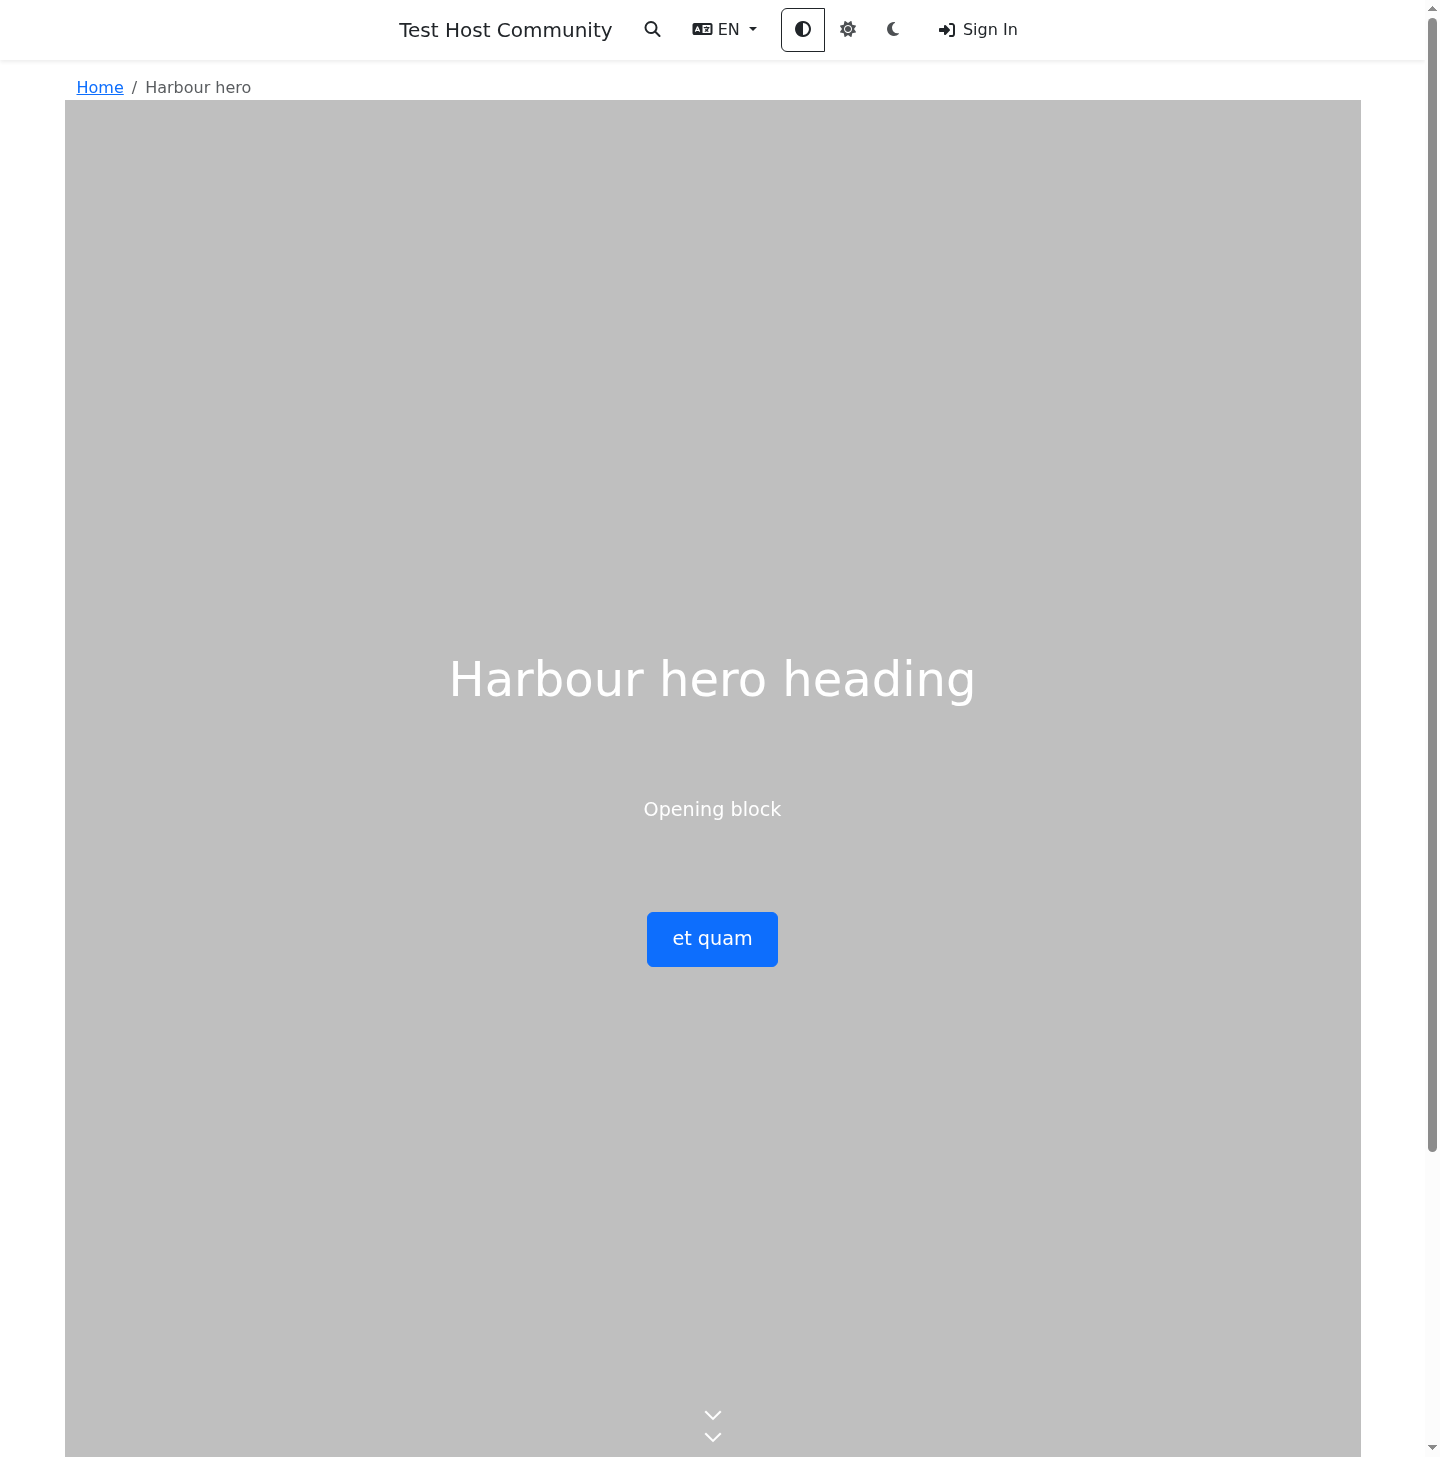 Test Host Community EN Sign In
Home / Harbour hero
Harbour hero heading
Opening block
et quam